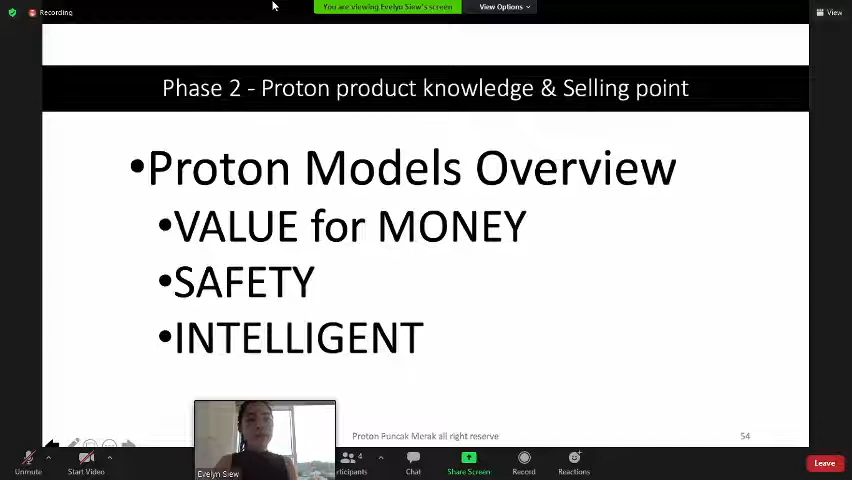 Recording
You are viewing Evelyn Siew's screen
View Options
View
Phase 2 - Proton product knowledge & Selling point
•Proton Models Overview
•VALUE for MONEY
•SAFETY
•INTELLIGENT
Proton Puncak Merak all right reserve
54
Evelyn Siew
Unmute
Start Video
rticipants
4
Chat
Share Screen
Record
Reactions
Leave